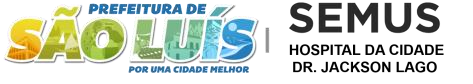 PREFEITURA DE
SÃO LUÍS
POR UMA CIDADE MELHOR
SEMUS
HOSPITAL DA CIDADE
DR. JACKSON LAGO